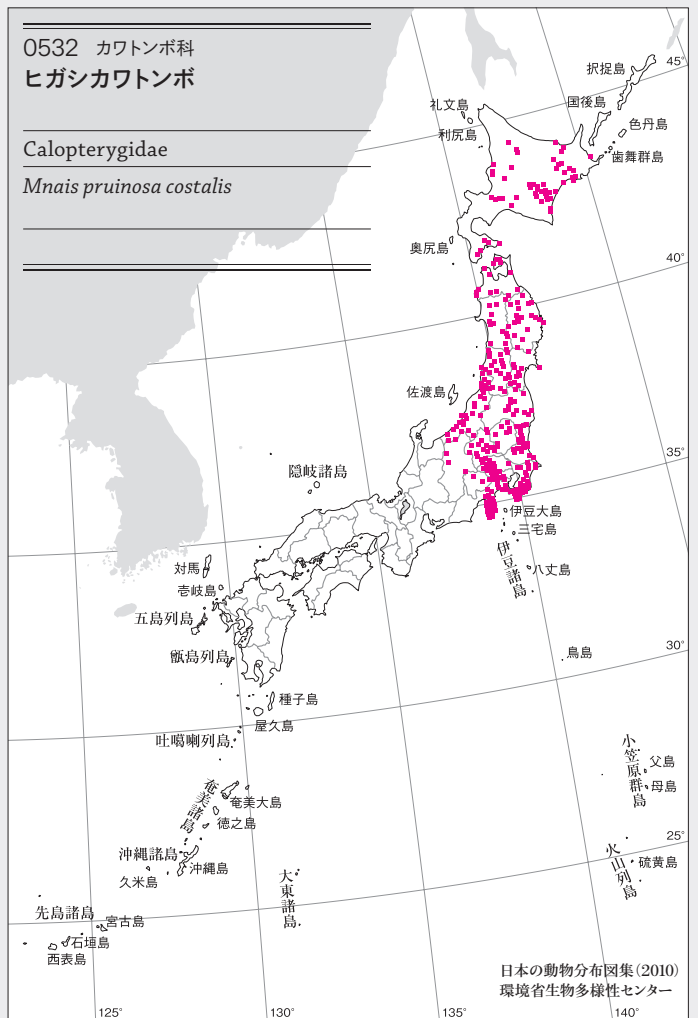 0532 カワトンボ科
ヒガシカワトンボ
Calopterygidae
Mnais pruinosa costalis
択捉島
45°
礼文島
国後島
色丹島
利尻島
歯舞群島
奥尻島
40°
佐渡島
35°
隠岐諸島
伊豆大島
三宅島
伊豆諸島
八丈島
対馬
壱岐島
五島列島
甑島列島
鳥島
30°
種子島
屋久島
吐噶喇列島
小笠原群島
父島
母島
奄美諸島
奄美大島
徳之島
25°
沖縄諸島
沖縄島
久米島
大東諸島
火山列島
硫黄島
先島諸島
宮古島
石垣島
西表島
日本の動物分布図集（2010）
環境省生物多様性センター
125°
130°
135°
140°